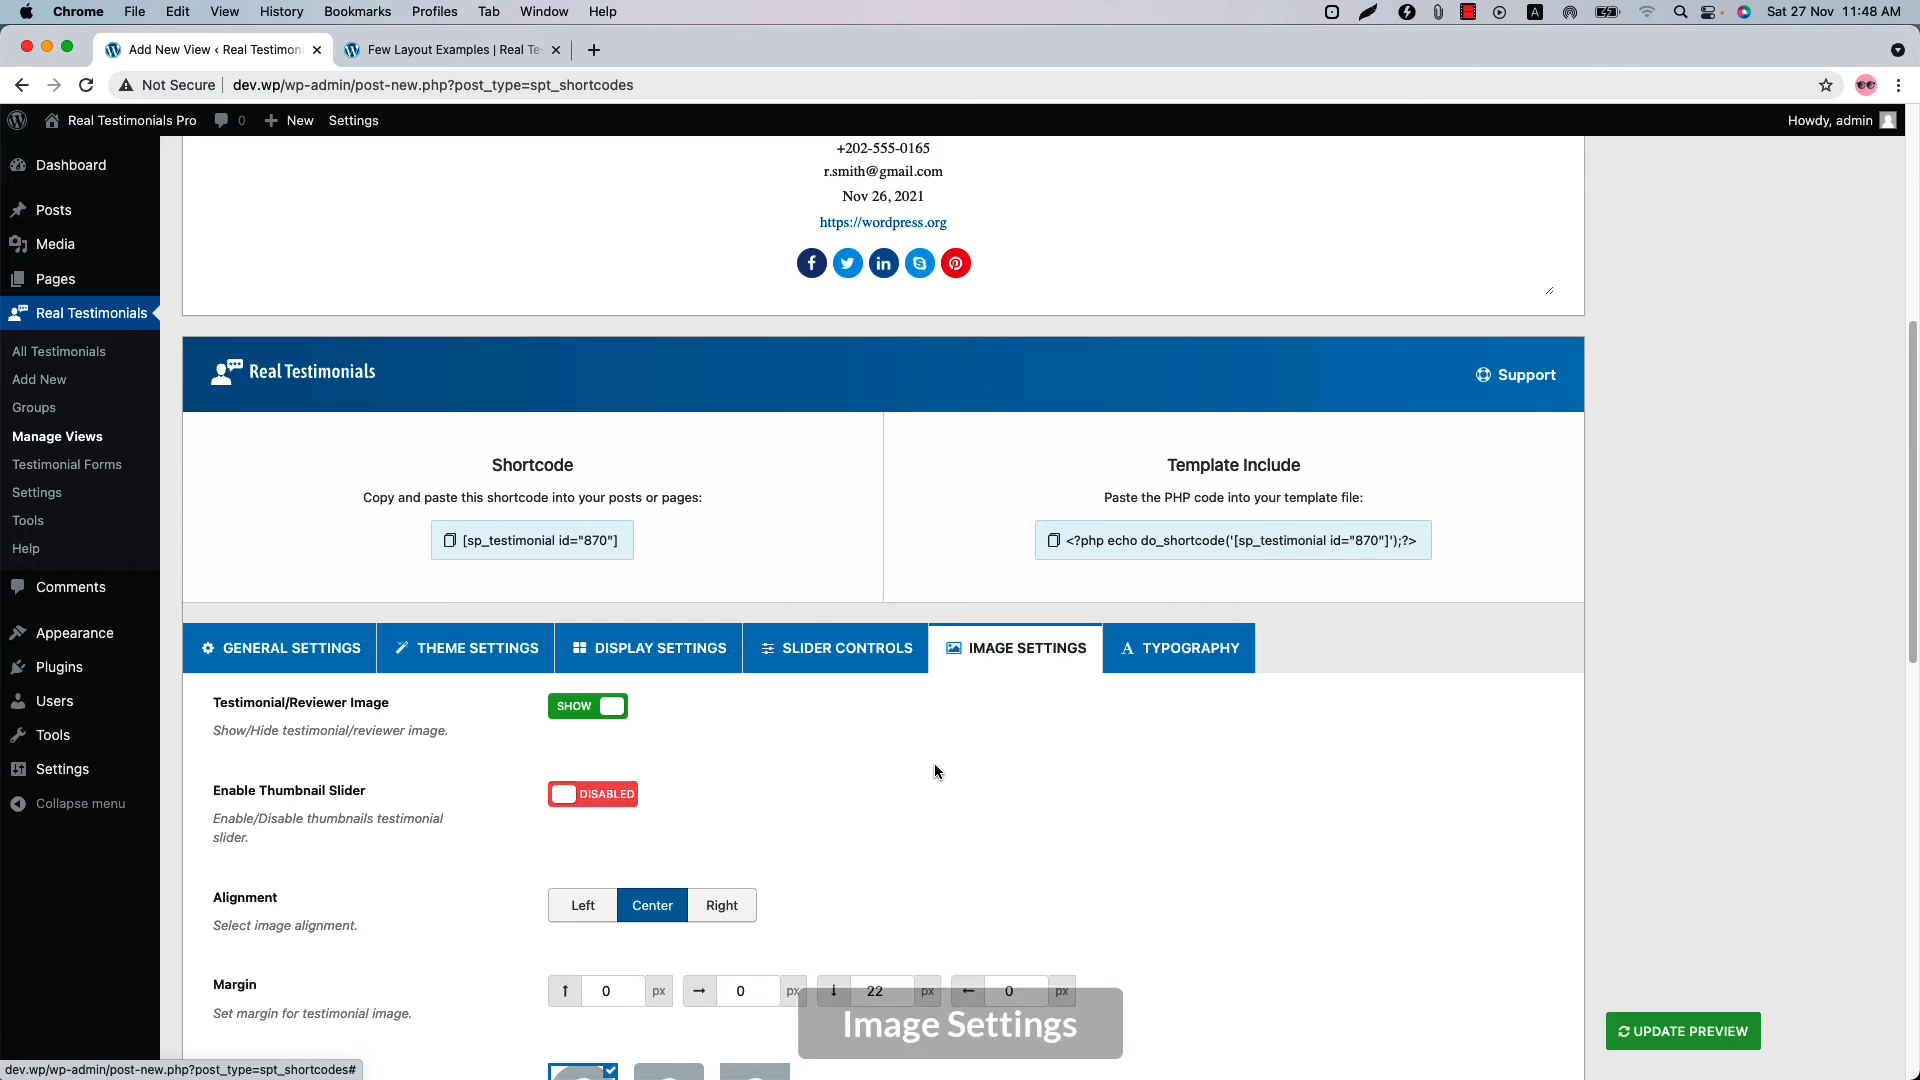 Chrome File Edit View History Bookmarks Profiles Tab Window Help
A
Sat 27 Nov 11:48 AM
Add New View ‹ Real Testimoni
Few Layout Examples | Real Te
Not Secure | dev.wp/wp-admin/post-new.php?post_type=spt_shortcodes
Real Testimonials Pro 0 New Settings
Howdy, admin
Dashboard
Posts
Media
Pages
Real Testimonials
All Testimonials
Add New
Groups
Manage Views
Testimonial Forms
Settings
Tools
Help
Comments
Appearance
Plugins
Users
Tools
Settings
Collapse menu
+202-555-0165
r.smith@gmail.com
Nov 26, 2021
https://wordpress.org
Real Testimonials
Support
Shortcode
Copy and paste this shortcode into your posts or pages:
[sp_testimonial id="870"]
Template Include
Paste the PHP code into your template file:
<?php echo do_shortcode('[sp_testimonial id="870"]');?>
GENERAL SETTINGS THEME SETTINGS DISPLAY SETTINGS SLIDER CONTROLS IMAGE SETTINGS A TYPOGRAPHY
Testimonial/Reviewer Image
Show/Hide testimonial/reviewer image.
SHOW
Enable Thumbnail Slider
Enable/Disable thumbnails testimonial
slider.
DISABLED
Alignment
Select image alignment.
Left Center Right
Margin
Set margin for testimonial image.
0 px 0 px 22 px 0 px
Image Settings
UPDATE PREVIEW
dev.wp/wp-admin/post-new.php?post_type=spt_shortcodes#